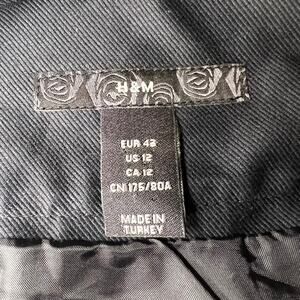 H&M
EUR 42
US 12
CA 12
CN 175/80A
MADE IN
TURKEY